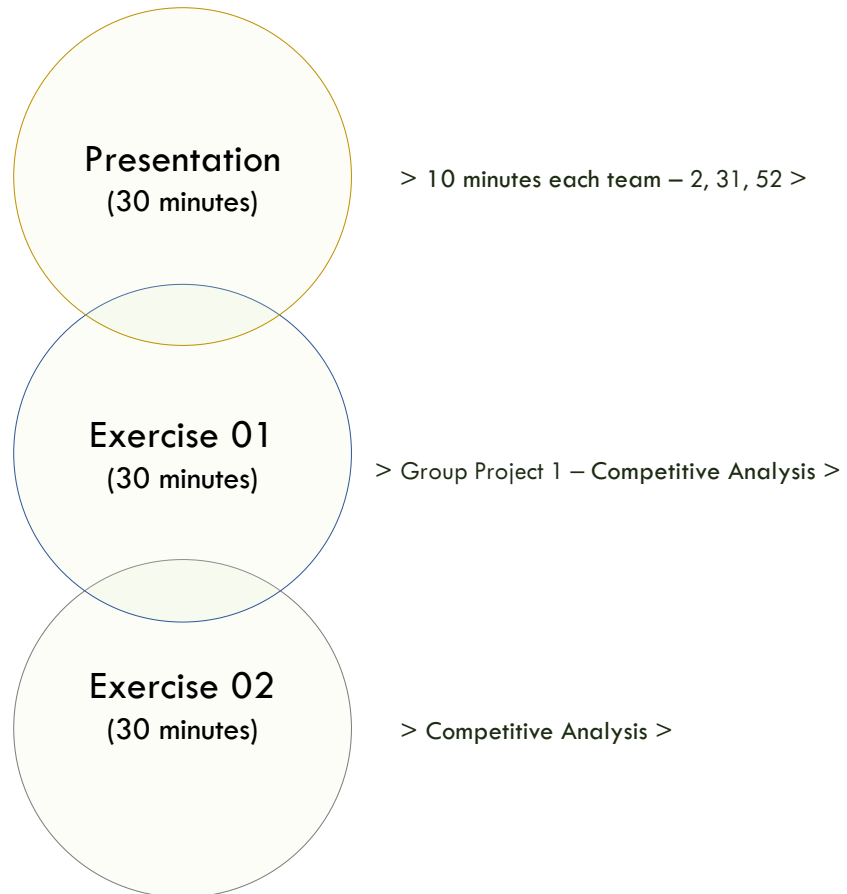 Presentation
(30 minutes)
> 10 minutes each team – 2, 31, 52 >
Exercise 01
(30 minutes)
> Group Project 1 – Competitive Analysis >
Exercise 02
(30 minutes)
> Competitive Analysis >